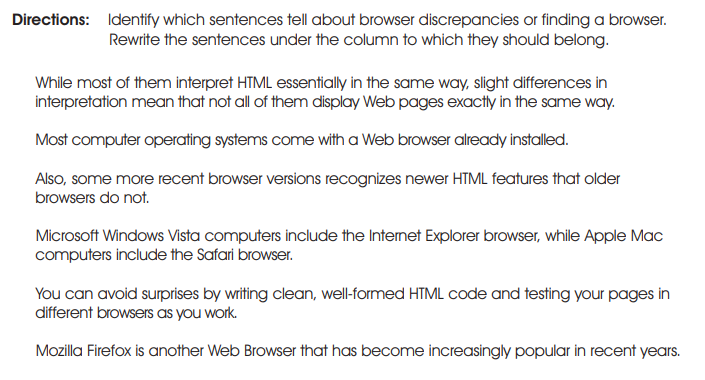 Directions: Identify which sentences tell about browser discrepancies or finding a browser.
Rewrite the sentences under the column to which they should belong.
While most of them interpret HTML essentially in the same way, slight differences in
interpretation mean that not all of them display Web pages exactly in the same way.
Most computer operating systems come with a Web browser already installed.
Also, some more recent browser versions recognizes newer HTML features that older
browsers do not.
Microsoft Windows Vista computers include the Internet Explorer browser, while Apple Mac
computers include the Safari browser.
You can avoid surprises by writing clean, well-formed HTML code and testing your pages in
different browsers as you work.
Mozilla Firefox is another Web Browser that has become increasingly popular in recent years.